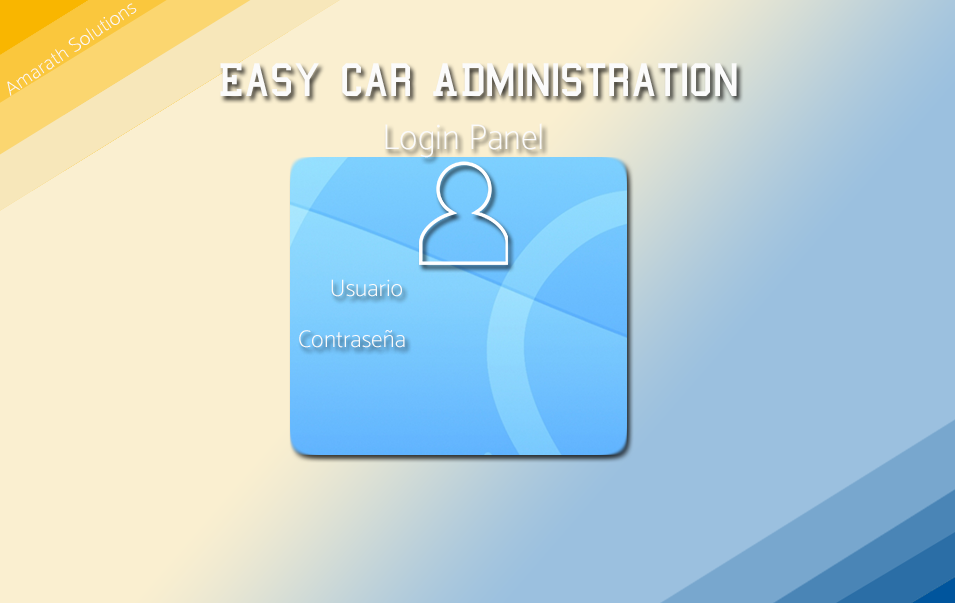 Amarath Solutions
EASY CAR ADMINISTRATION
Login Panel
Usuario
Contraseña